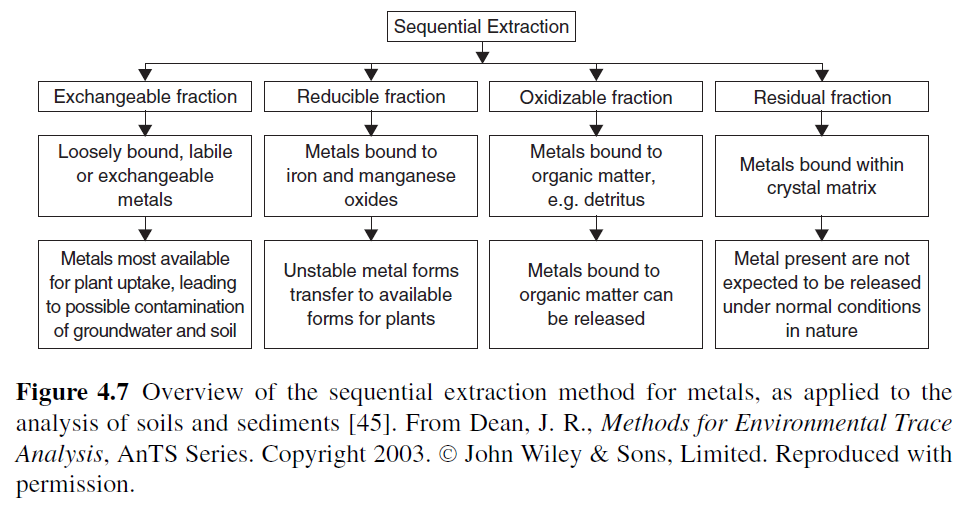 Sequential Extraction
Exchangeable fraction
Reducible fraction
Oxidizable fraction
Residual fraction
Loosely bound, labile
or exchangeable
metals
Metals bound to
iron and manganese
oxides
Metals bound to
organic matter,
e.g. detritus
Metals bound within
crystal matrix
Metals most available
for plant uptake, leading
to possible contamination
of groundwater and soil
Unstable metal forms
transfer to available
forms for plants
Metals bound to
organic matter can
be released
Metal present are not
expected to be released
under normal conditions
in nature
Figure 4.7 Overview of the sequential extraction method for metals, as applied to the
analysis of soils and sediments [45]. From Dean, J. R., Methods for Environmental Trace
Analysis, AnTS Series. Copyright 2003. © John Wiley & Sons, Limited. Reproduced with
permission.